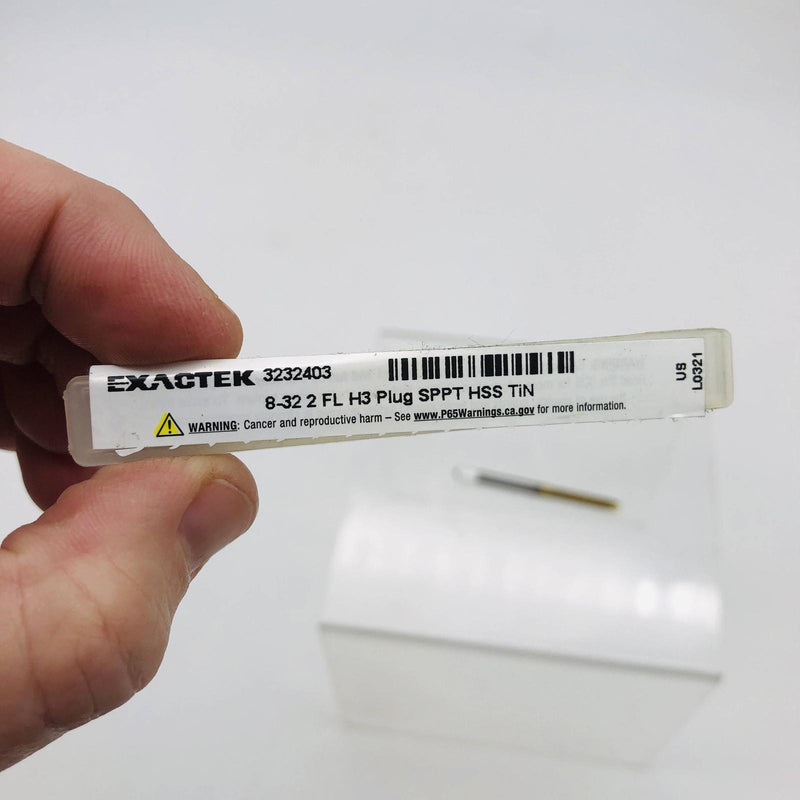 EXACTEK 3232403
8-32 2 FL H3 Plug SPPT HSS TiN
WARNING: Cancer and reproductive harm – See www.P65Warnings.ca.gov for more information.
US
L0321